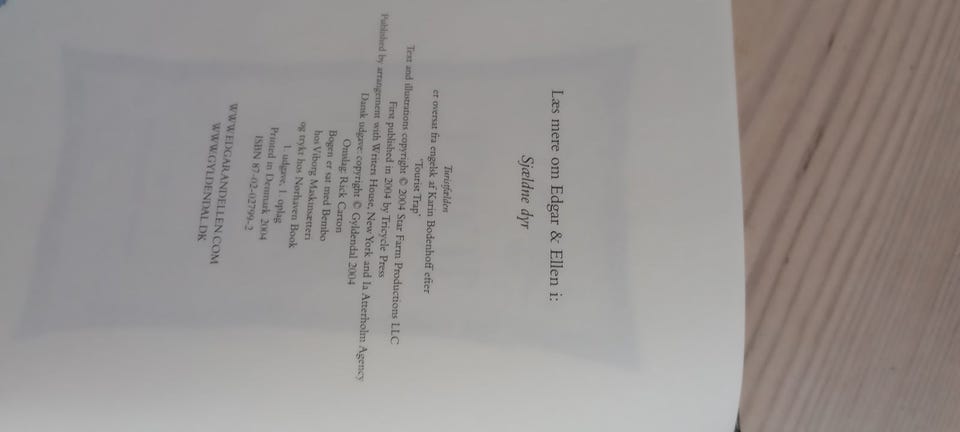 Læs mere om Edgar & Ellen i:
Sjældne dyr
Turistfælden
er oversat fra engelsk af Karin Bodenhoff efter
'Tourist Trap'
Text and illustrations copyright © 2004 Star Farm Productions LLC
First published in 2004 by Tricycle Press
Published by arrangement with Writers House, New York and Ia Atterholm Agency
Dansk udgave: copyright © Gyldendal 2004
Omslag: Rick Carton
Bogen er sat med Bembo
hos Viborg Maskinsætteri
og trykt hos Nørhaven Book
1. udgave, 1. oplag
Printed in Denmark 2004
ISBN 87-02-02799-2
WWW.EDGARANDELLEN.COM
WWW.GYLDENDAL.DK